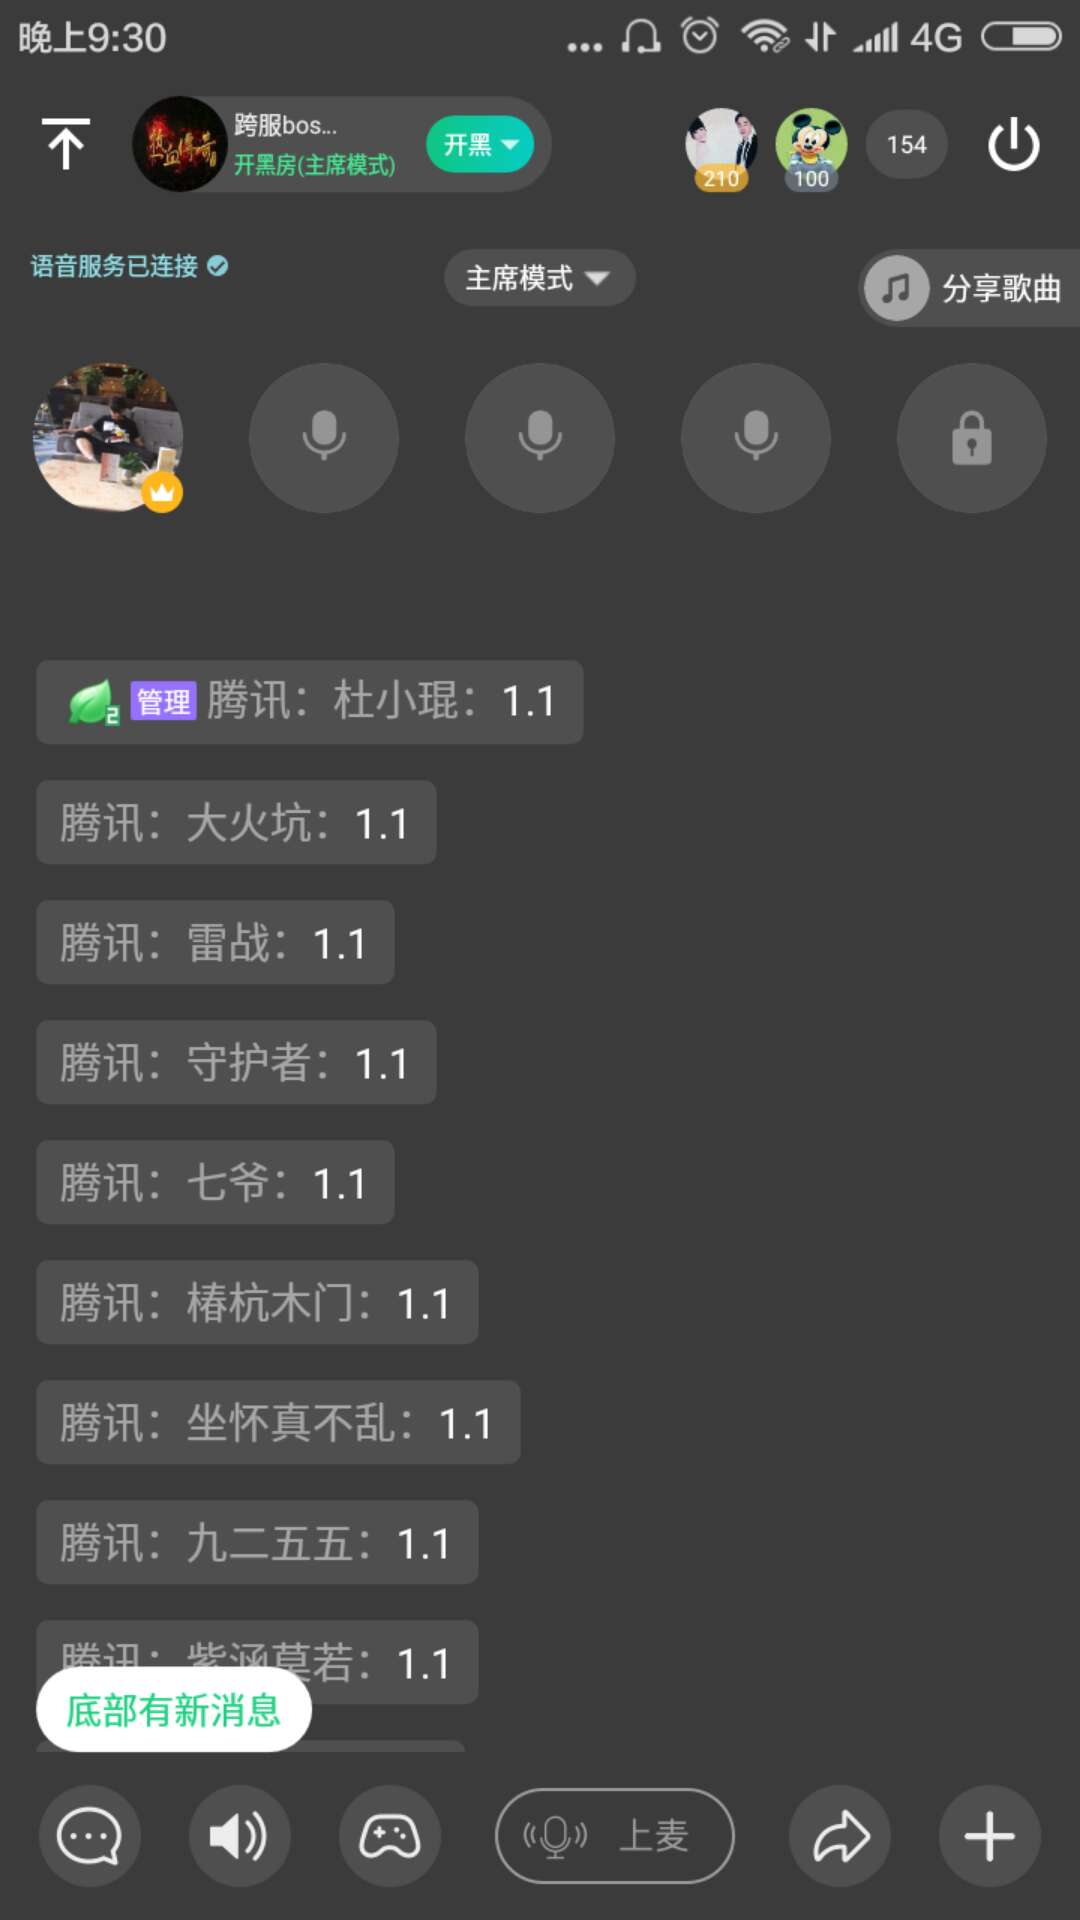 晚上9:30
4G
热血传奇
跨服bos...
开黑房(主席模式)
开黑
210
100
154
语音服务已连接
主席模式
分享歌曲
2 管理 腾讯：杜小琨：1.1
腾讯：大火坑：1.1
腾讯：雷战：1.1
腾讯：守护者：1.1
腾讯：七爷：1.1
腾讯：椿杭木门：1.1
腾讯：坐怀真不乱：1.1
腾讯：九二五五：1.1
腾讯：紫涵莫若：1.1
底部有新消息
上麦